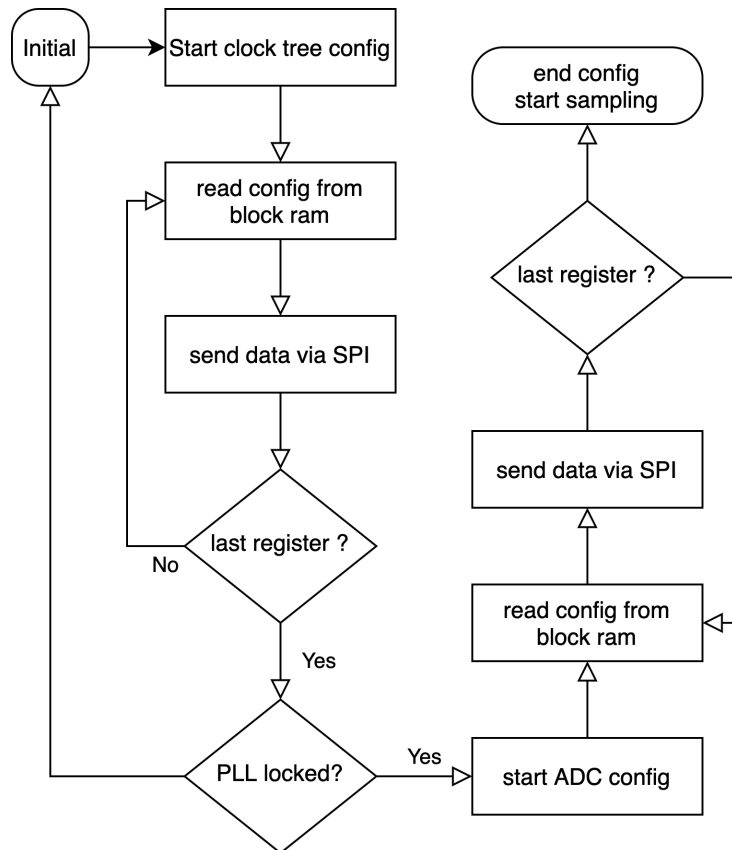 Initial
Start clock tree config
read config from
block ram
send data via SPI
last register ?
No
Yes
PLL locked?
Yes
start ADC config
read config from
block ram
send data via SPI
last register ?
end config
start sampling